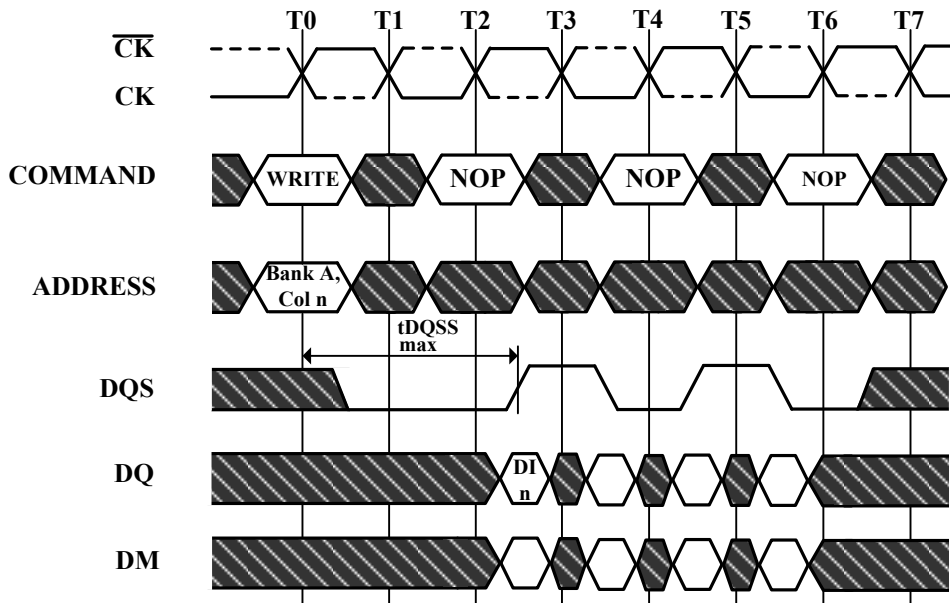 T0 T1 T2 T3 T4 T5 T6 T7
CK
CK
COMMAND
WRITE NOP NOP NOP
ADDRESS
Bank A,
Col n
tDQSS
max
DQS
DQ
DI
n
DM